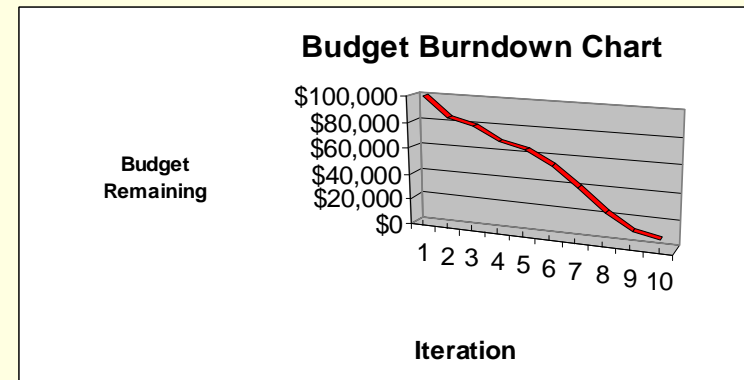 Budget Burndown Chart
$100,000
$80,000
$60,000
$40,000
$20,000
$0
Budget
Remaining
1 2 3 4 5 6 7 8 9 10
Iteration